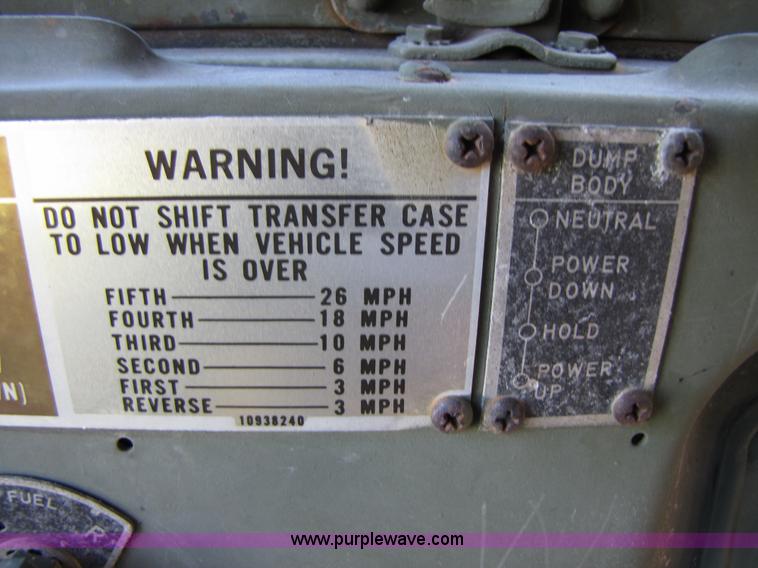 WARNING!
DO NOT SHIFT TRANSFER CASE
TO LOW WHEN VEHICLE SPEED
IS OVER
FIFTH 26 MPH
FOURTH 18 MPH
THIRD 10 MPH
SECOND 6 MPH
FIRST 3 MPH
REVERSE 3 MPH
10938240
DUMP
BODY
NEUTRAL
POWER
DOWN
HOLD
POWER
UP
N)
FUEL
R
www.purplewave.com